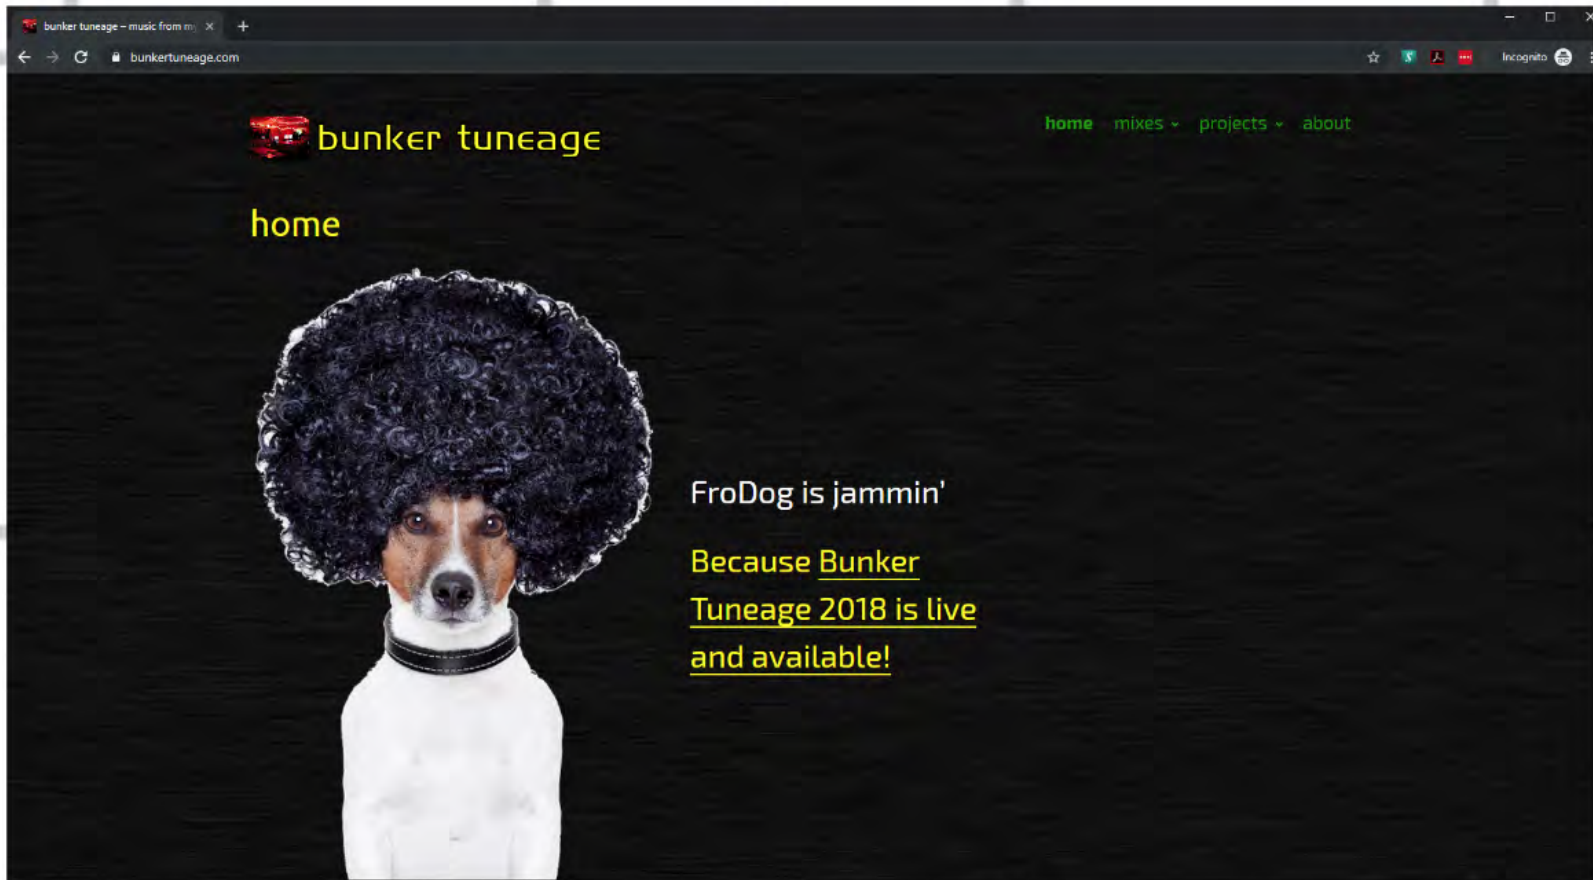 bunker tuneage – music from m
bunkertuneage.com
Incognito
bunker tuneage
home mixes projects about
home
FroDog is jammin'
Because Bunker
Tuneage 2018 is live
and available!